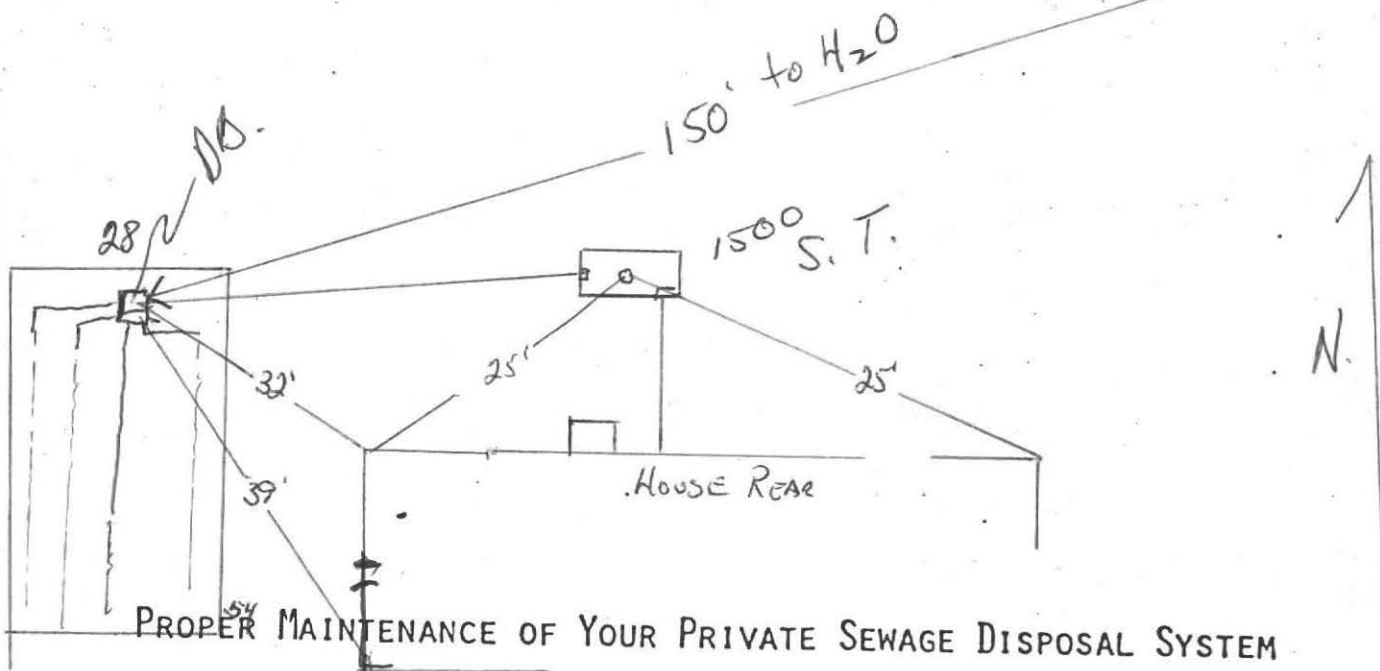 150' to H2O
D.B.
28
1500
S. T.
32'
25'
25'
N.
39'
.HOUSE REAR
54
PROPER MAINTENANCE OF YOUR PRIVATE SEWAGE DISPOSAL SYSTEM